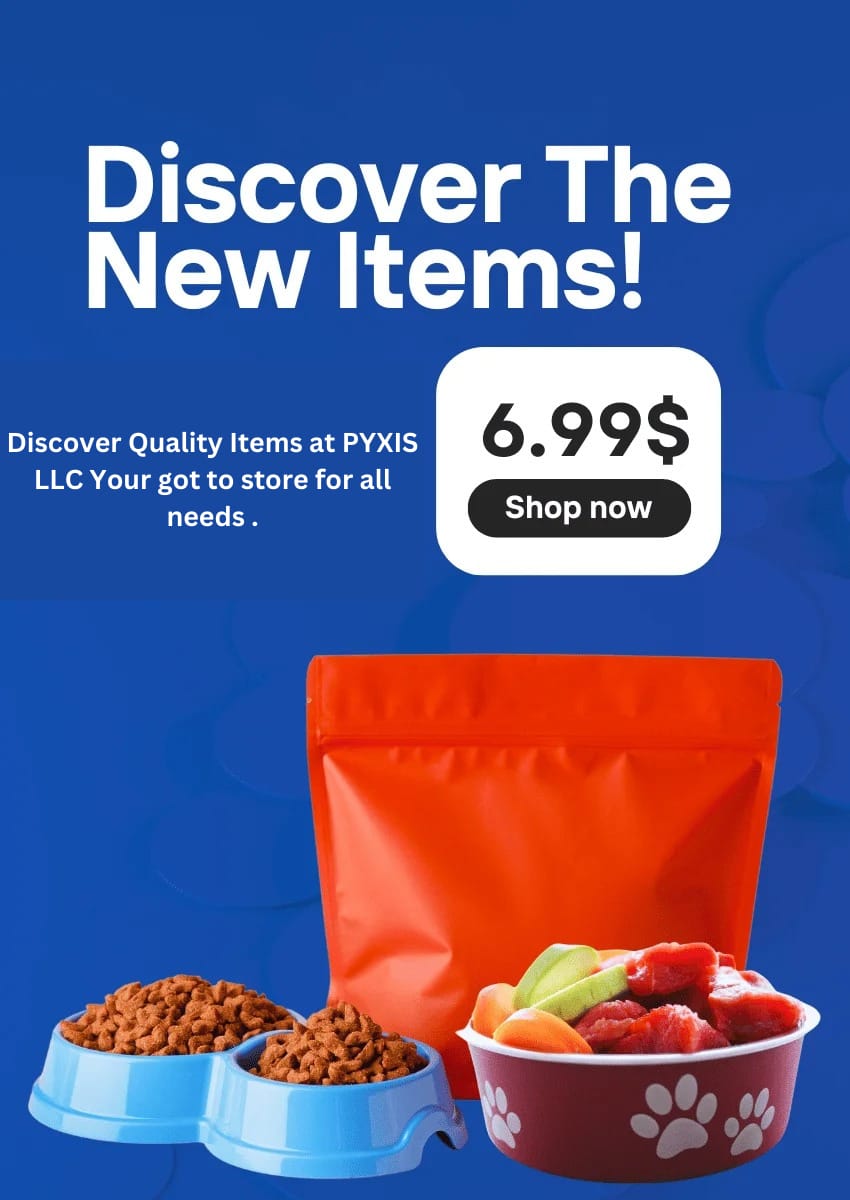 Discover The
New Items!
Discover Quality Items at PYXIS
LLC Your got to store for all
needs .
6.99$
Shop now